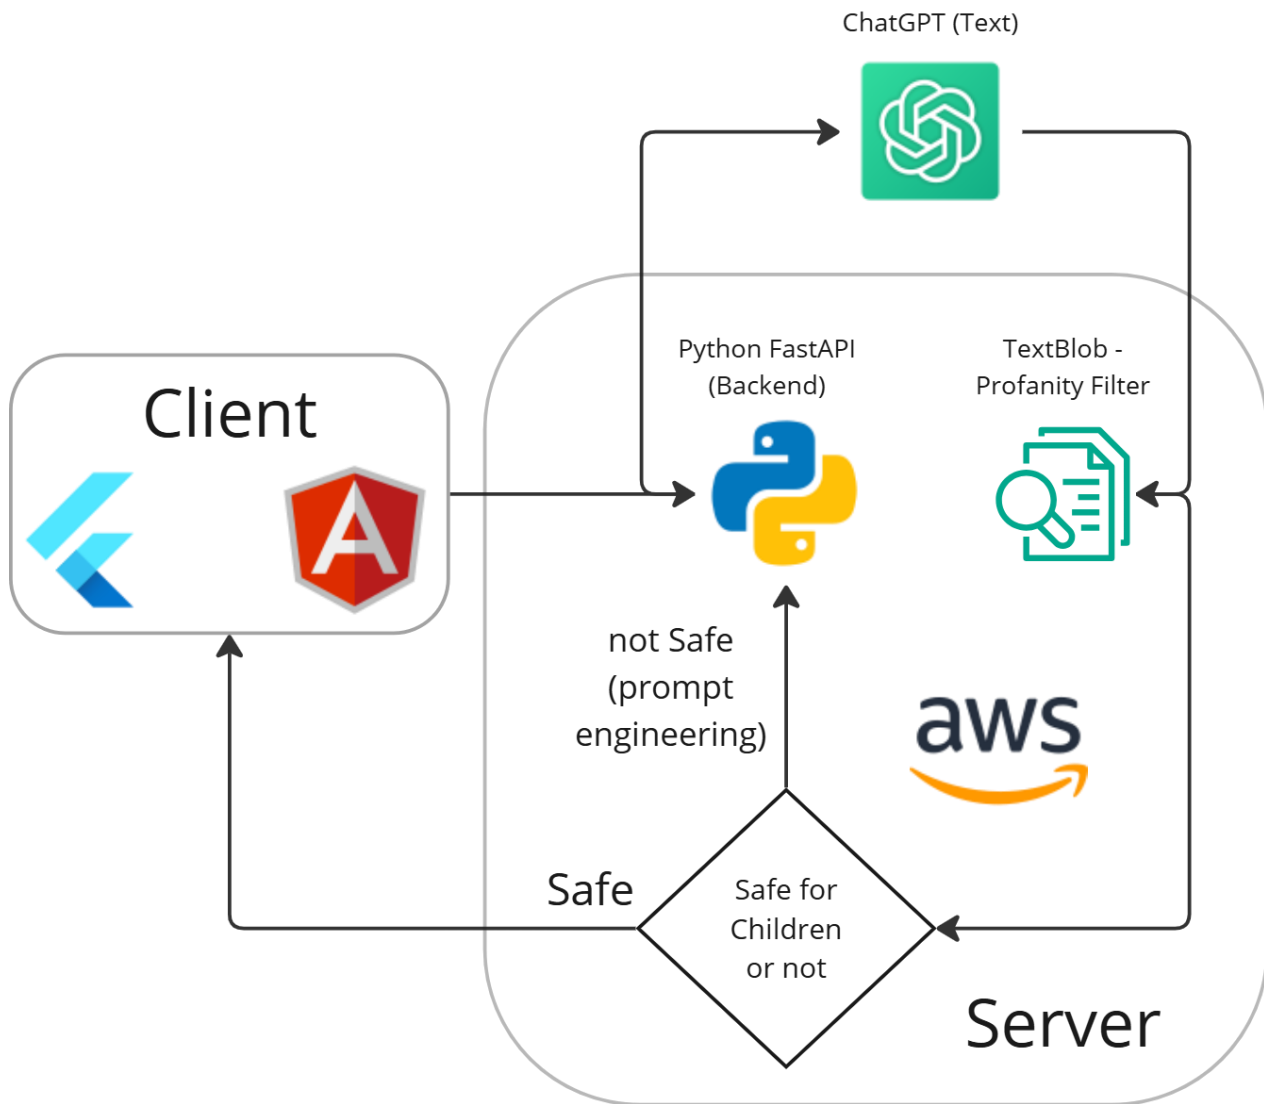 ChatGPT (Text)
Python FastAPI
(Backend)
TextBlob -
Profanity Filter
Client
not Safe
(prompt
engineering)
aws
Safe
Safe for
Children
or not
Server